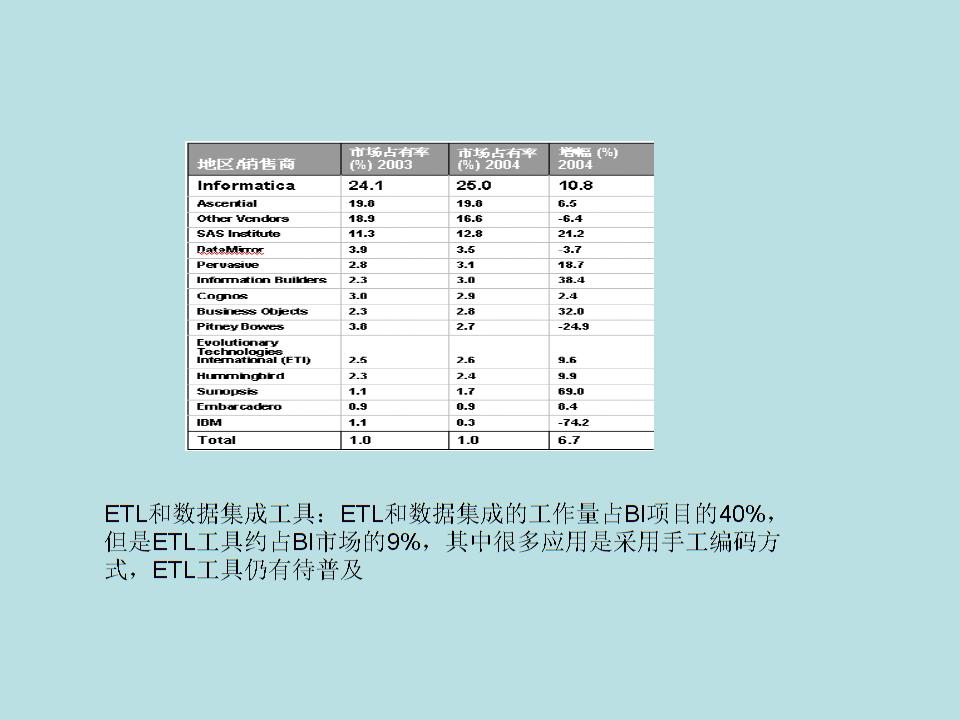 地区/销售商 市场占有率 (%) 2003 市场占有率 (%) 2004 增幅 (%) 2004
Informatica 24.1 25.0 10.8
Ascential 19.8 19.8 6.5
Other Vendors 18.9 16.6 -6.4
SAS Institute 11.3 12.8 21.2
DataMirror 3.9 3.5 -3.7
Pervasive 2.8 3.1 18.7
Information Builders 2.3 3.0 38.4
Cognos 3.0 2.9 2.4
Business Objects 2.3 2.8 32.0
Pitney Bowes 3.8 2.7 -24.9
Evolutionary
Technologies
International (ETI) 2.5 2.6 9.6
Hummingbird 2.3 2.4 9.9
Sunopsis 1.1 1.7 69.0
Embarcadero 0.9 0.9 8.4
IBM 1.1 0.3 -74.2
Total 1.0 1.0 6.7
ETL和数据集成工具：ETL和数据集成的工作量占BI项目的40%，
但是ETL工具约占BI市场的9%，其中很多应用是采用手工编码方
式，ETL工具仍有待普及